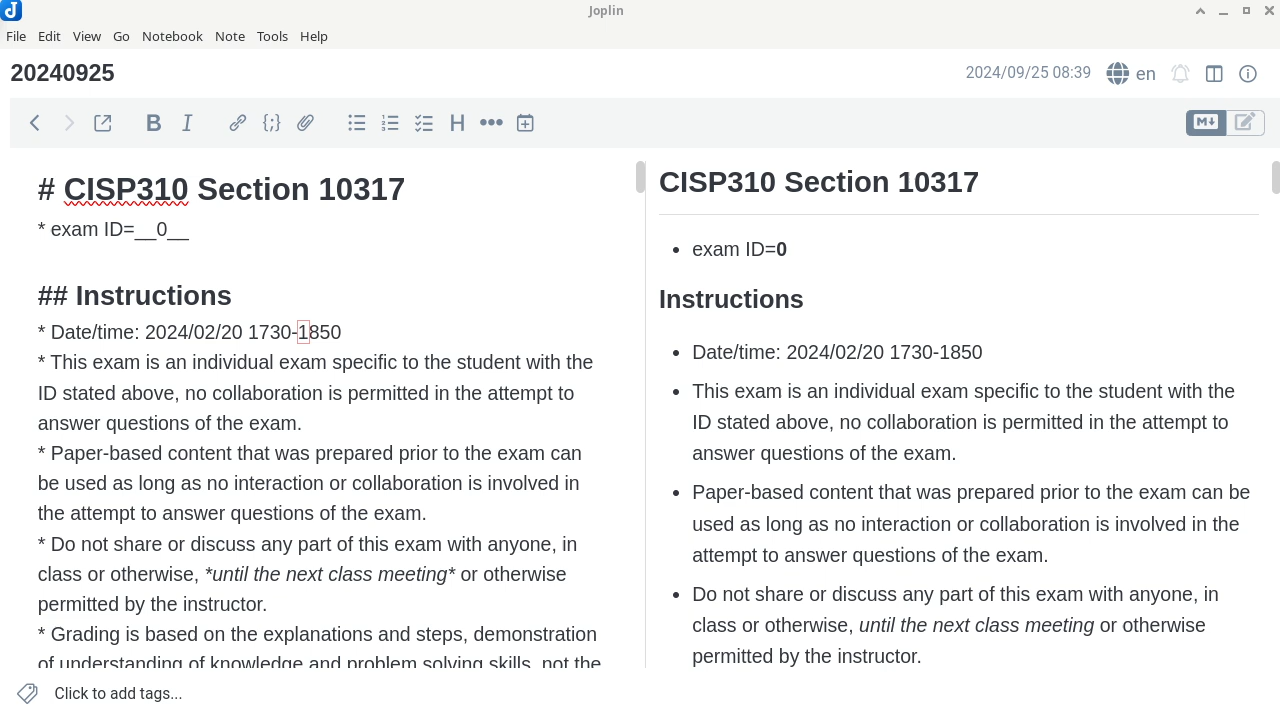 Joplin
File Edit View Go Notebook Note Tools Help
20240925
2024/09/25 08:39
en
# CISP310 Section 10317
* exam ID=__0__
## Instructions
* Date/time: 2024/02/20 1730-1850
* This exam is an individual exam specific to the student with the
ID stated above, no collaboration is permitted in the attempt to
answer questions of the exam.
* Paper-based content that was prepared prior to the exam can
be used as long as no interaction or collaboration is involved in
the attempt to answer questions of the exam.
* Do not share or discuss any part of this exam with anyone, in
class or otherwise, *until the next class meeting* or otherwise
permitted by the instructor.
* Grading is based on the explanations and steps, demonstration
of understanding of knowledge and problem solving skills, not the
CISP310 Section 10317
• exam ID=0
Instructions
• Date/time: 2024/02/20 1730-1850
• This exam is an individual exam specific to the student with the
ID stated above, no collaboration is permitted in the attempt to
answer questions of the exam.
• Paper-based content that was prepared prior to the exam can be
used as long as no interaction or collaboration is involved in the
attempt to answer questions of the exam.
• Do not share or discuss any part of this exam with anyone, in
class or otherwise, until the next class meeting or otherwise
permitted by the instructor.
Click to add tags...